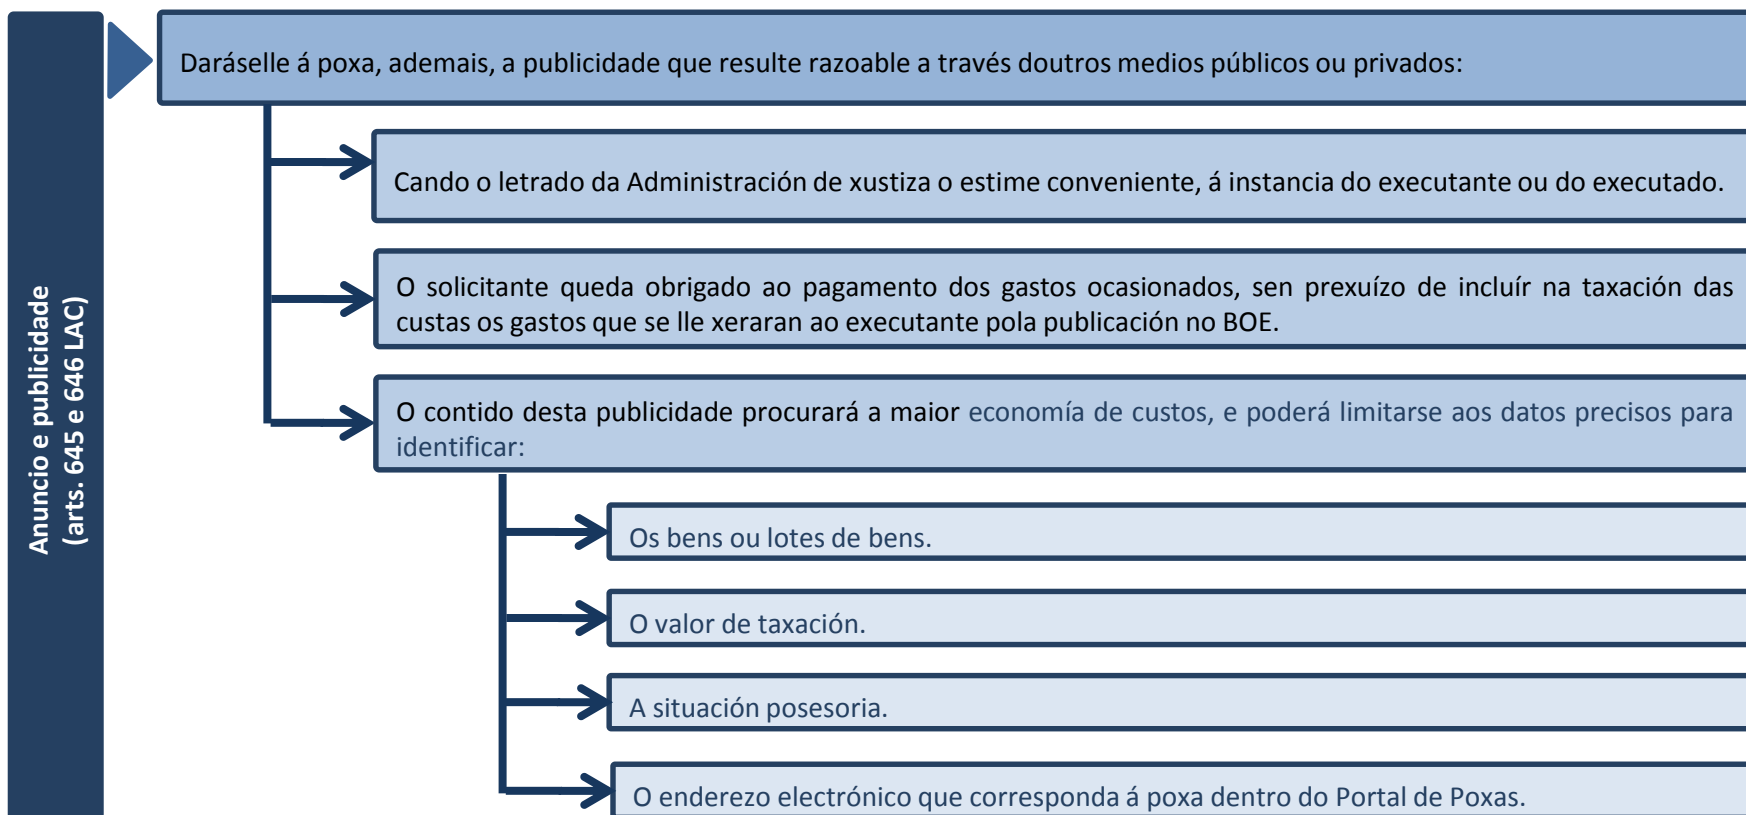 Anuncio e publicidade
(arts. 645 e 646 LAC)
Daráselle á poxa, ademais, a publicidade que resulte razoable a través doutros medios públicos ou privados:
Cando o letrado da Administración de xustiza o estime conveniente, á instancia do executante ou do executado.
O solicitante queda obrigado ao pagamento dos gastos ocasionados, sen prexuízo de incluír na taxación das
custas os gastos que se lle xeraran ao executante pola publicación no BOE.
O contido desta publicidade procurará a maior economía de custos, e poderá limitarse aos datos precisos para
identificar:
Os bens ou lotes de bens.
O valor de taxación.
A situación posesoria.
O enderezo electrónico que corresponda á poxa dentro do Portal de Poxas.